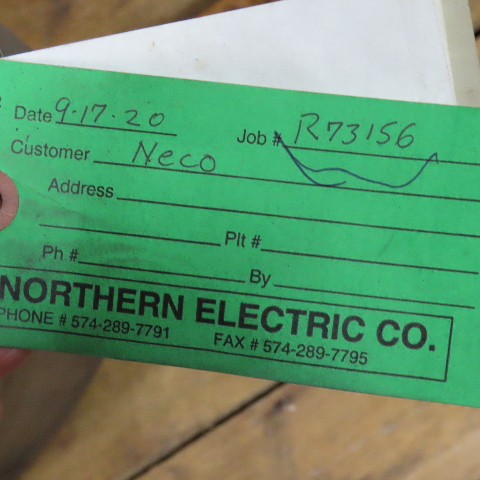 Date 9.17.20
Job # R73156
Customer Neco
Address
Plt #
Ph #
By
NORTHERN ELECTRIC CO.
PHONE # 574-289-7791 FAX # 574-289-7795